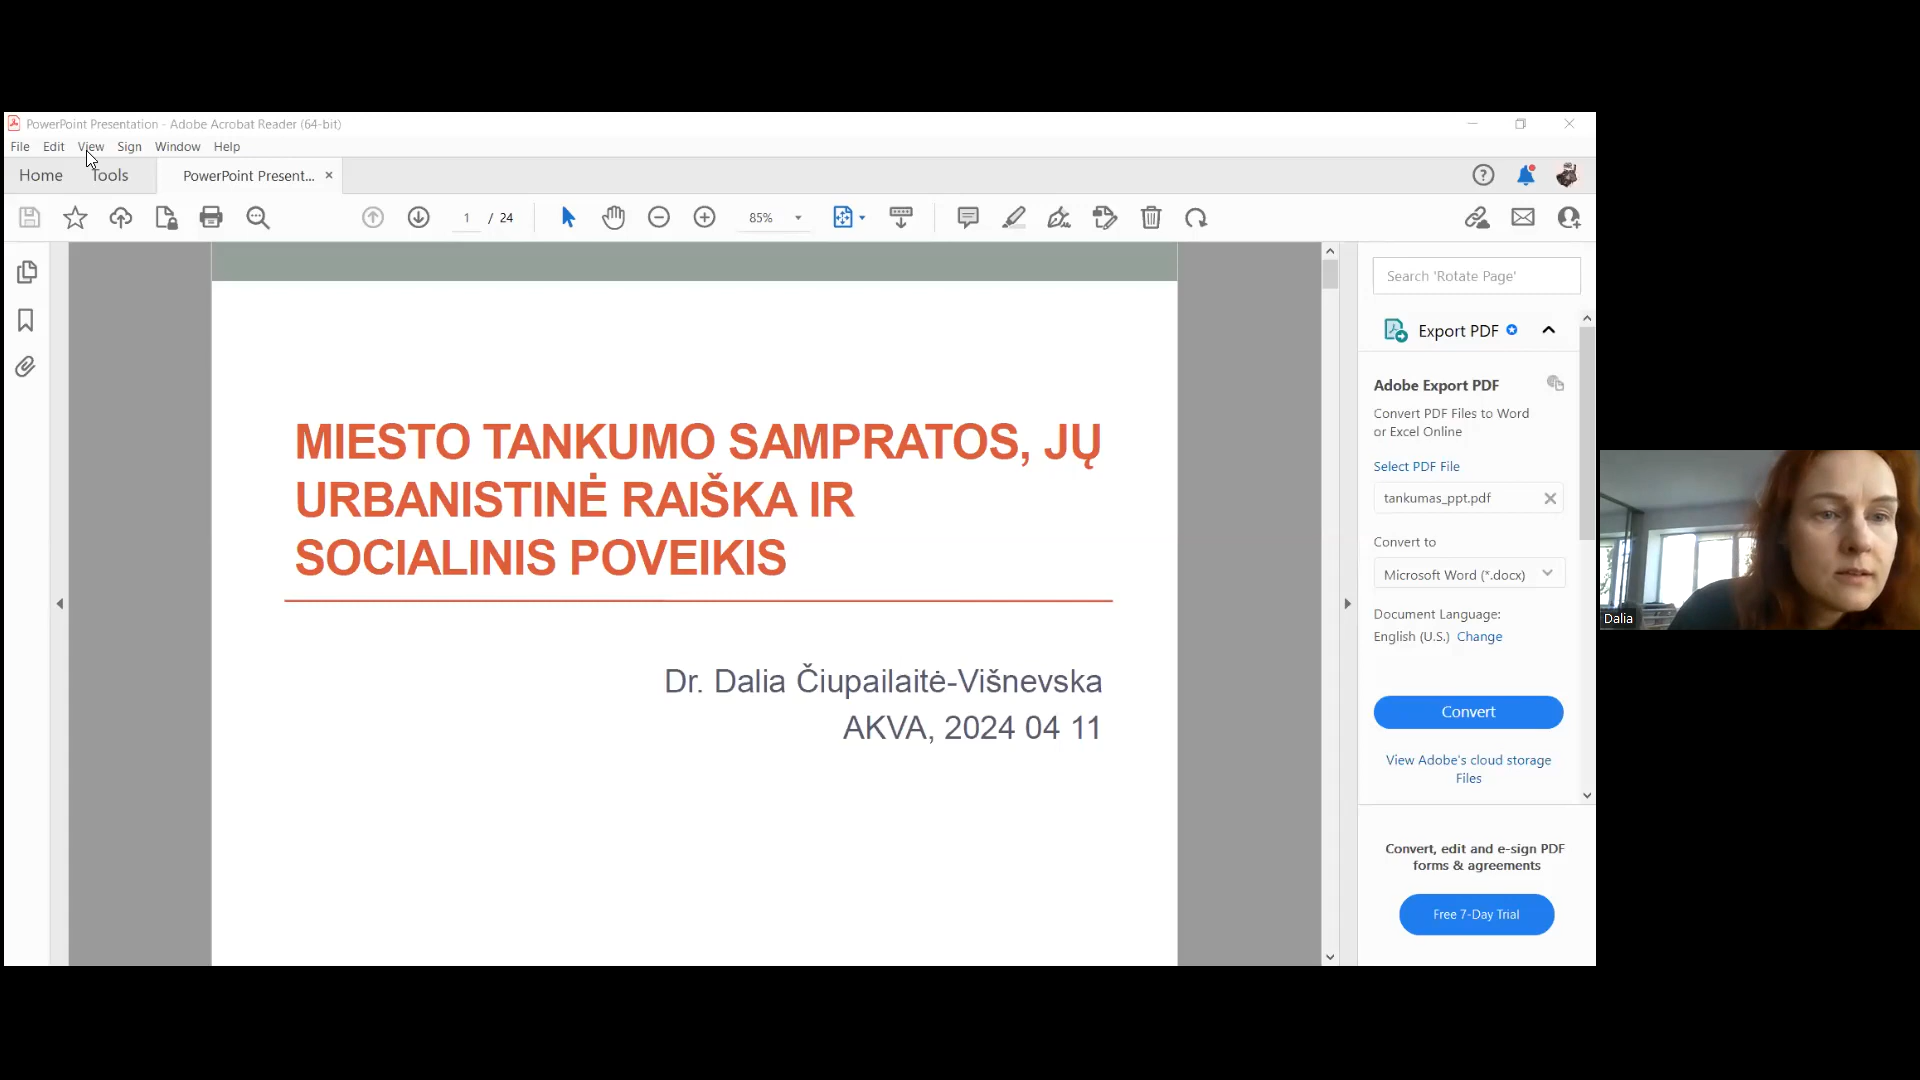 PowerPoint Presentation - Adobe Acrobat Reader (64-bit)
File Edit View Sign Window Help
Home Tools PowerPoint Present... ×
1 / 24 85%
Search 'Rotate Page'
Export PDF
Adobe Export PDF
Convert PDF Files to Word
or Excel Online
Select PDF File
tankumas_ppt.pdf
Convert to
Microsoft Word (*.docx)
Document Language:
English (U.S.) Change
Convert
View Adobe's cloud storage
Files
Convert, edit and e-sign PDF
forms & agreements
Free 7-Day Trial
MIESTO TANKUMO SAMPRATOS, JŲ
URBANISTINĖ RAIŠKA IR
SOCIALINIS POVEIKIS
Dr. Dalia Čiupailaitė-Višnevska
AKVA, 2024 04 11
Dalia